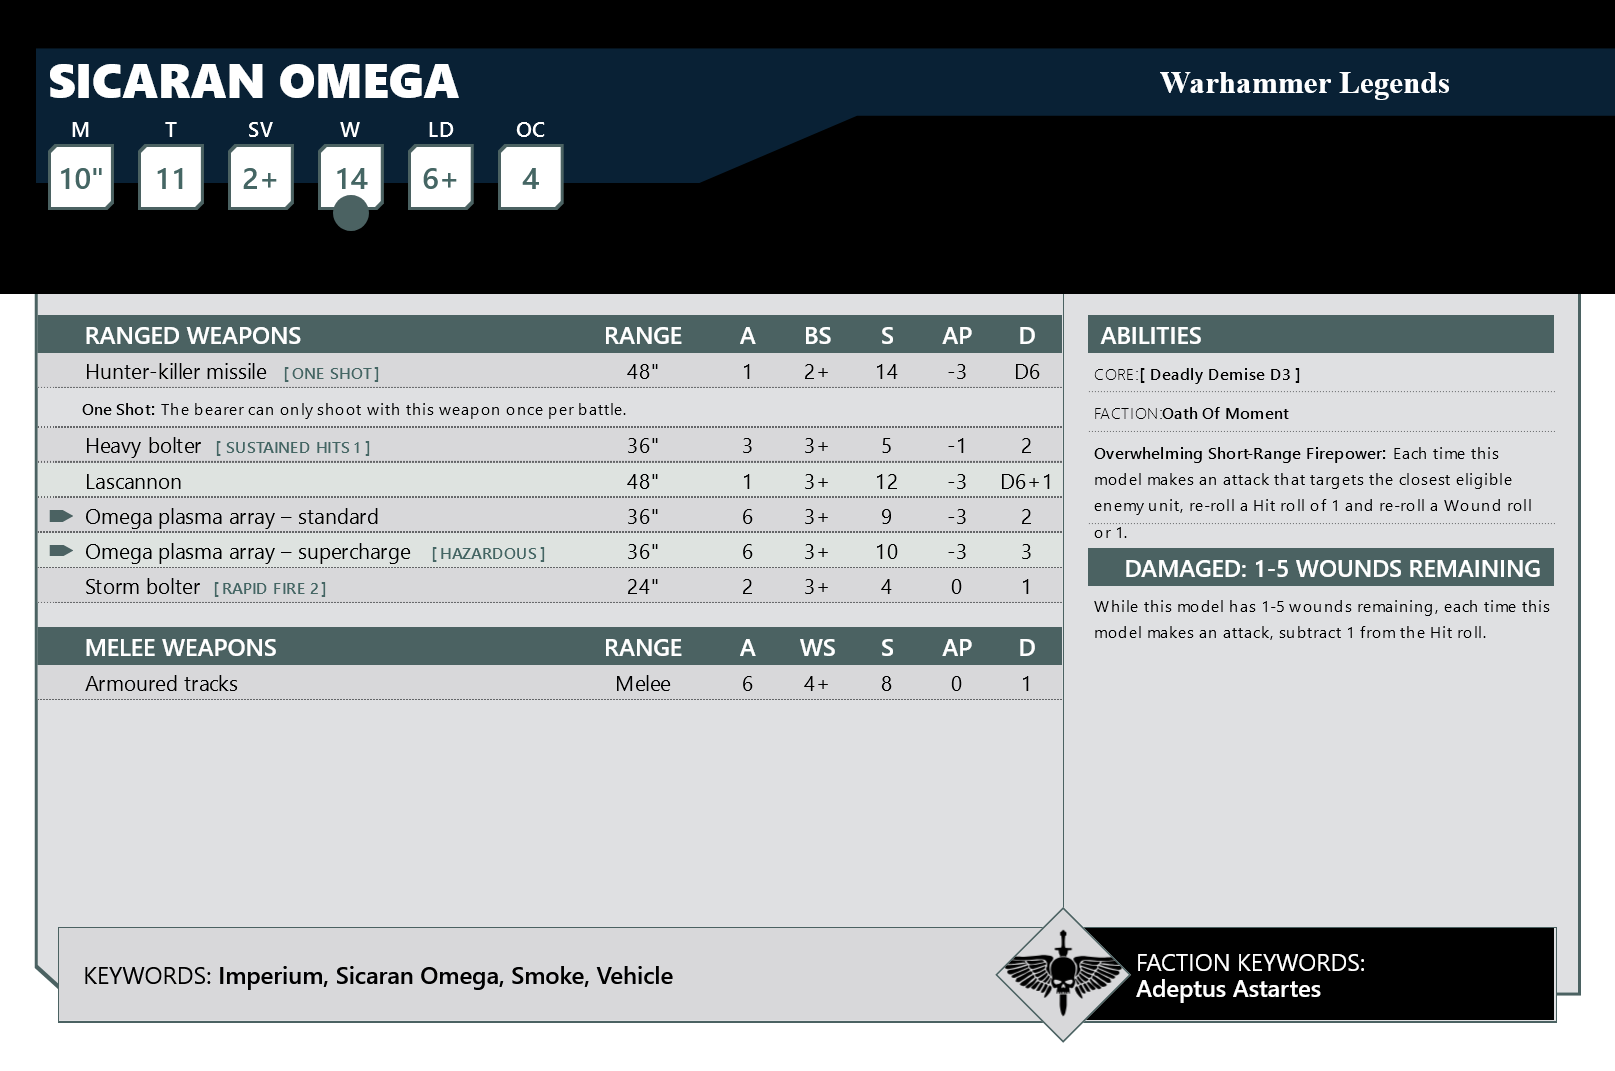 SICARAN OMEGA
Warhammer Legends
M T SV W LD OC
10" 11 2+ 14 6+ 4
RANGED WEAPONS RANGE A BS S AP D
Hunter-killer missile [ ONE SHOT ] 48" 1 2+ 14 -3 D6
One Shot: The bearer can only shoot with this weapon once per battle.
Heavy bolter [ SUSTAINED HITS 1 ] 36" 3 3+ 5 -1 2
Lascannon 48" 1 3+ 12 -3 D6+1
Omega plasma array – standard 36" 6 3+ 9 -3 2
Omega plasma array – supercharge [ HAZARDOUS ] 36" 6 3+ 10 -3 3
Storm bolter [ RAPID FIRE 2 ] 24" 2 3+ 4 0 1
MELEE WEAPONS RANGE A WS S AP D
Armoured tracks Melee 6 4+ 8 0 1
ABILITIES
CORE:[ Deadly Demise D3 ]
FACTION:Oath Of Moment
Overwhelming Short-Range Firepower: Each time this
model makes an attack that targets the closest eligible
enemy unit, re-roll a Hit roll of 1 and re-roll a Wound roll
or 1.
DAMAGED: 1-5 WOUNDS REMAINING
While this model has 1-5 wounds remaining, each time this
model makes an attack, subtract 1 from the Hit roll.
KEYWORDS: Imperium, Sicaran Omega, Smoke, Vehicle
FACTION KEYWORDS:
Adeptus Astartes